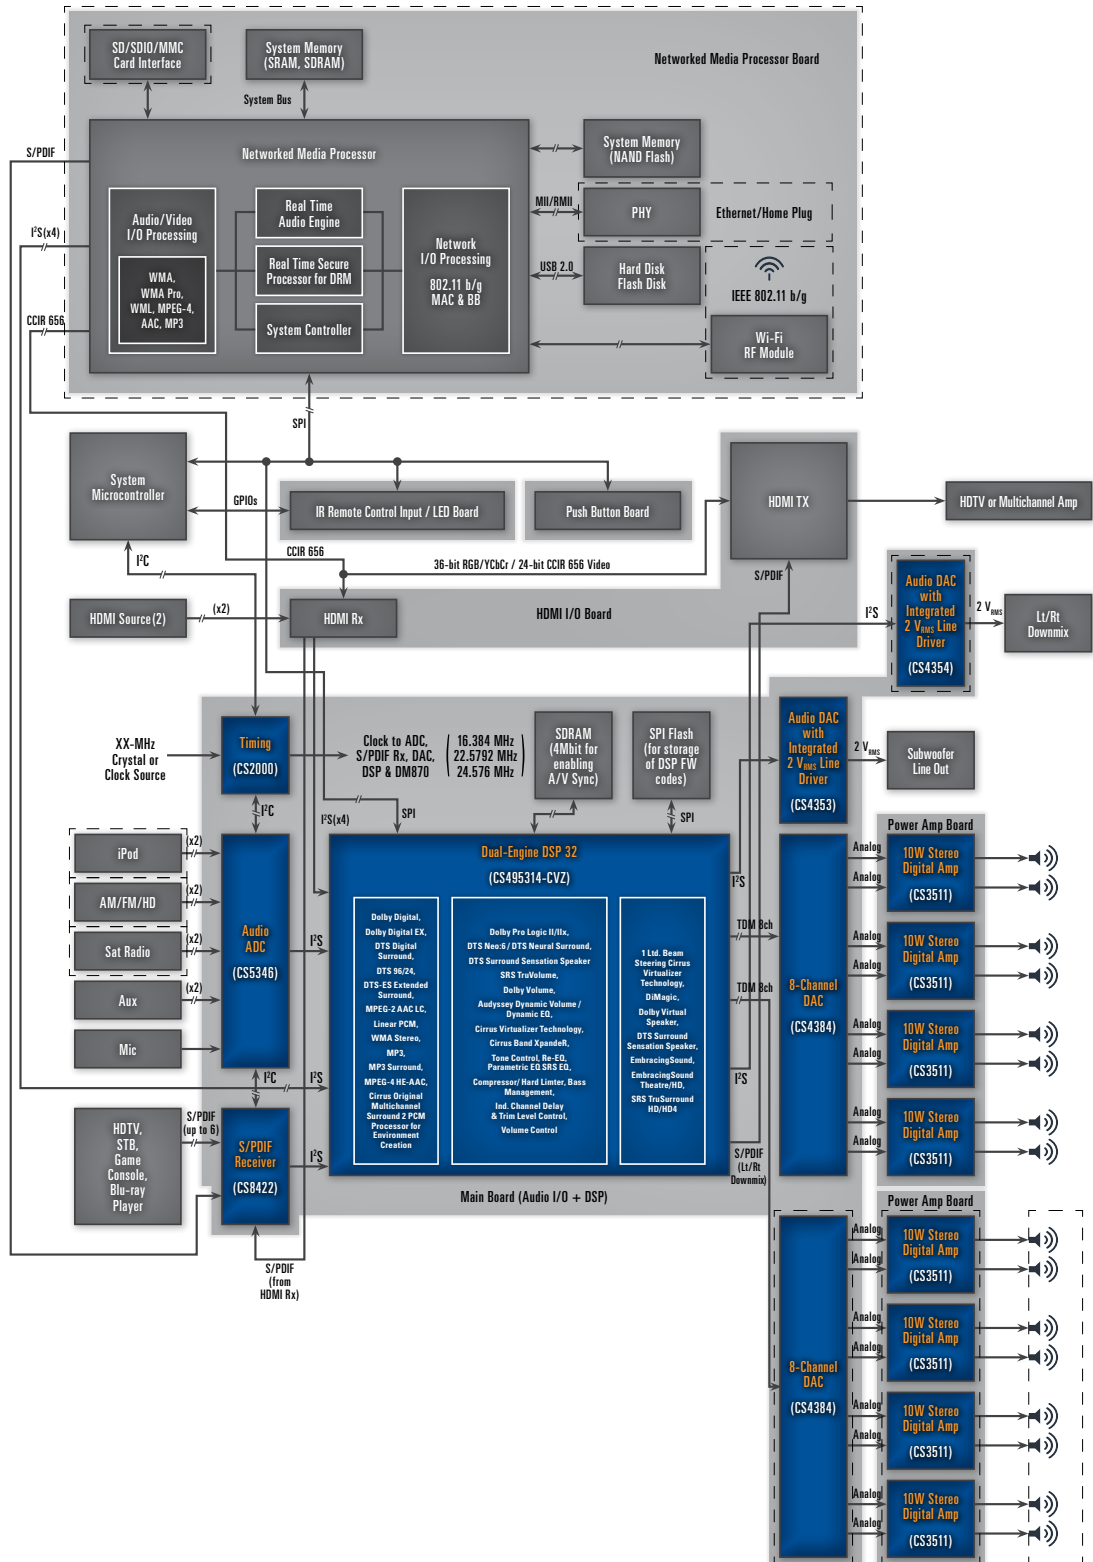 SD/SDIO/MMC
Card Interface
System Memory
(SRAM, SDRAM)
Networked Media Processor Board
System Bus
S/PDIF
Networked Media Processor
System Memory
(NAND Flash)
Audio/Video
I/O Processing
WMA,
WMA Pro,
WML, MPEG-4,
AAC, MP3
Real Time
Audio Engine
Real Time Secure
Processor for DRM
System Controller
Network
I/O Processing
802.11 b/g
MAC & BB
MII/RMII
PHY
Ethernet/Home Plug
I²S(x4)
USB 2.0
Hard Disk
Flash Disk
IEEE 802.11 b/g
CCIR 656
Wi-Fi
RF Module
SPI
System
Microcontroller
GPIOs
IR Remote Control Input / LED Board
Push Button Board
HDMI TX
HDTV or Multichannel Amp
I²C
CCIR 656
36-bit RGB/YCbCr / 24-bit CCIR 656 Video
S/PDIF
HDMI Source(2)
(x2)
HDMI Rx
HDMI I/O Board
I²S
Audio DAC
with
Integrated
2 VRMS Line
Driver
(CS4354)
2 VRMS
Lt/Rt
Downmix
XX-MHz
Crystal or
Clock Source
Timing
(CS2000)
Clock to ADC,
S/PDIF Rx, DAC,
DSP & DM870
16.384 MHz
22.5792 MHz
24.576 MHz
SDRAM
(4Mbit for
enabling
A/V Sync)
SPI Flash
(for storage
of DSP FW
codes)
Audio DAC
with
Integrated
2 VRMS Line
Driver
(CS4353)
2 VRMS
Subwoofer
Line Out
I²C
I²S(x4)
SPI
SPI
iPod
(x2)
AM/FM/HD
(x2)
Sat Radio
(x2)
Aux
(x2)
Mic
Audio
ADC
(CS5346)
I²S
Dual-Engine DSP 32
(CS495314-CVZ)
Dolby Digital,
Dolby Digital EX,
DTS Digital
Surround,
DTS 96/24,
DTS-ES Extended
Surround,
MPEG-2 AAC LC,
Linear PCM,
WMA Stereo,
MP3,
MP3 Surround,
MPEG-4 HE-AAC,
Cirrus Original
Multichannel
Surround 2 PCM
Processor for
Environment
Creation
Dolby Pro Logic II/IIx,
DTS Neo:6 / DTS Neural Surround,
DTS Surround Sensation Speaker
SRS TruVolume,
Dolby Volume,
Audyssey Dynamic Volume /
Dynamic EQ,
Cirrus Virtualizer Technology,
Cirrus Band XpandeR,
Tone Control, Re-EQ,
Parametric EQ SRS EQ,
Compressor/ Hard Limter, Bass
Management,
Ind. Channel Delay
& Trim Level Control,
Volume Control
1 Ltd. Beam
Steering Cirrus
Virtualizer
Technology,
DiMagic,
Dolby Virtual
Speaker,
DTS Surround
Sensation Speaker,
EmbracingSound,
EmbracingSound
Theatre/HD,
SRS TruSurround
HD/HD4
I²S
TDM 8ch
TDM 8ch
I²S
S/PDIF
(Lt/Rt
Downmix)
8-Channel
DAC
(CS4384)
Power Amp Board
Analog
Analog
10W Stereo
Digital Amp
(CS3511)
Analog
Analog
10W Stereo
Digital Amp
(CS3511)
Analog
Analog
10W Stereo
Digital Amp
(CS3511)
Analog
Analog
10W Stereo
Digital Amp
(CS3511)
I²C
I²S
HDTV,
STB,
Game
Console,
Blu-ray
Player
S/PDIF
(up to 6)
S/PDIF
Receiver
(CS8422)
I²S
Main Board (Audio I/O + DSP)
S/PDIF
(from
HDMI Rx)
8-Channel
DAC
(CS4384)
Power Amp Board
Analog
Analog
10W Stereo
Digital Amp
(CS3511)
Analog
Analog
10W Stereo
Digital Amp
(CS3511)
Analog
Analog
10W Stereo
Digital Amp
(CS3511)
Analog
Analog
10W Stereo
Digital Amp
(CS3511)